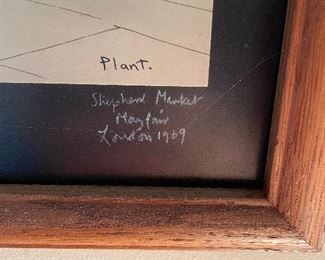 Plant.
Shepherd Market
Mayfair
London 1969